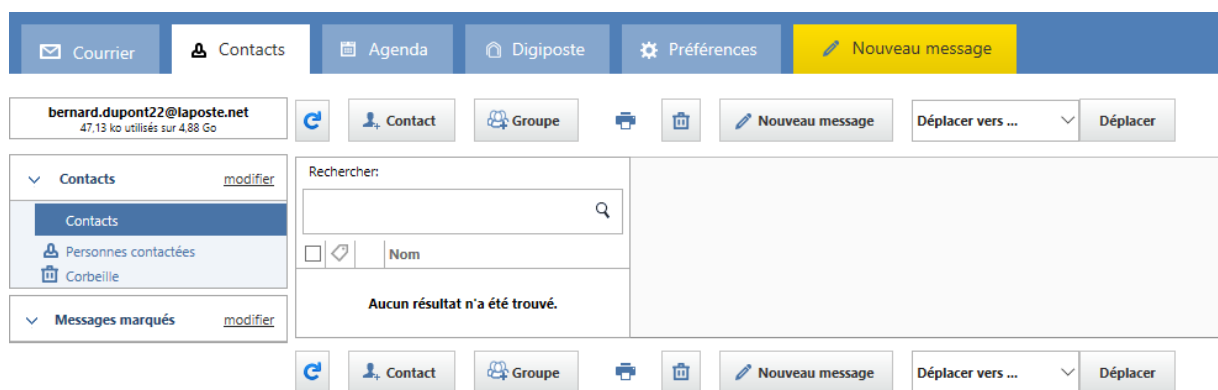 Courrier
Contacts
Agenda
Digiposte
Préférences
Nouveau message
bernard.dupont22@laposte.net
47,13 ko utilisés sur 4,88 Go
Contact
Groupe
Nouveau message
Déplacer vers ...
Déplacer
Contacts modifier
Contacts
Personnes contactées
Corbeille
Messages marqués modifier
Rechercher:
Nom
Aucun résultat n'a été trouvé.
Contact
Groupe
Nouveau message
Déplacer vers ...
Déplacer